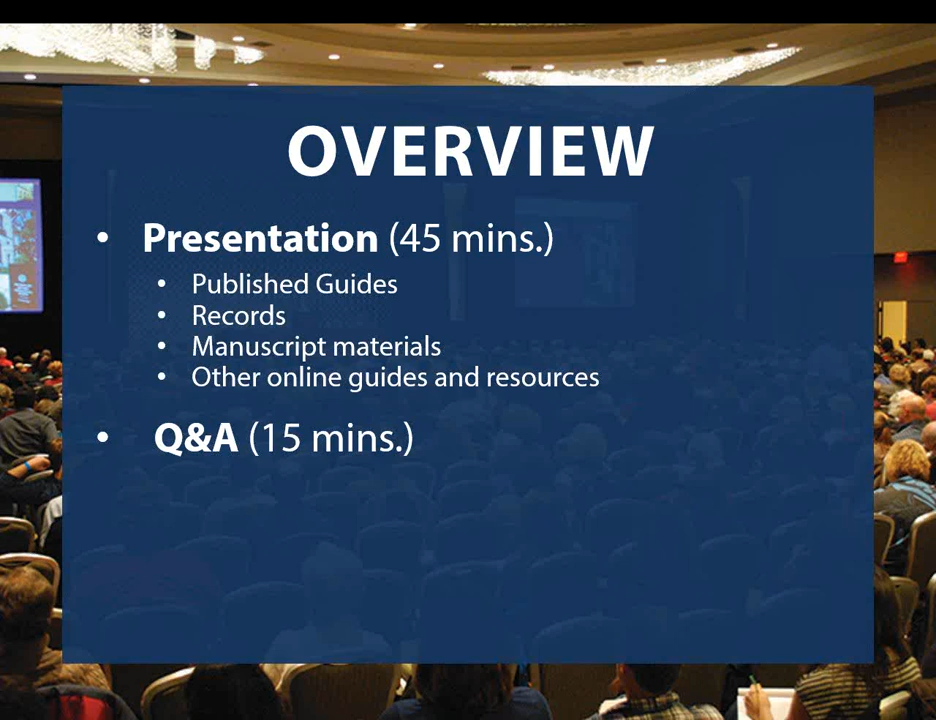 OVERVIEW
• Presentation (45 mins.)
• Published Guides
• Records
• Manuscript materials
• Other online guides and resources
• Q&A (15 mins.)